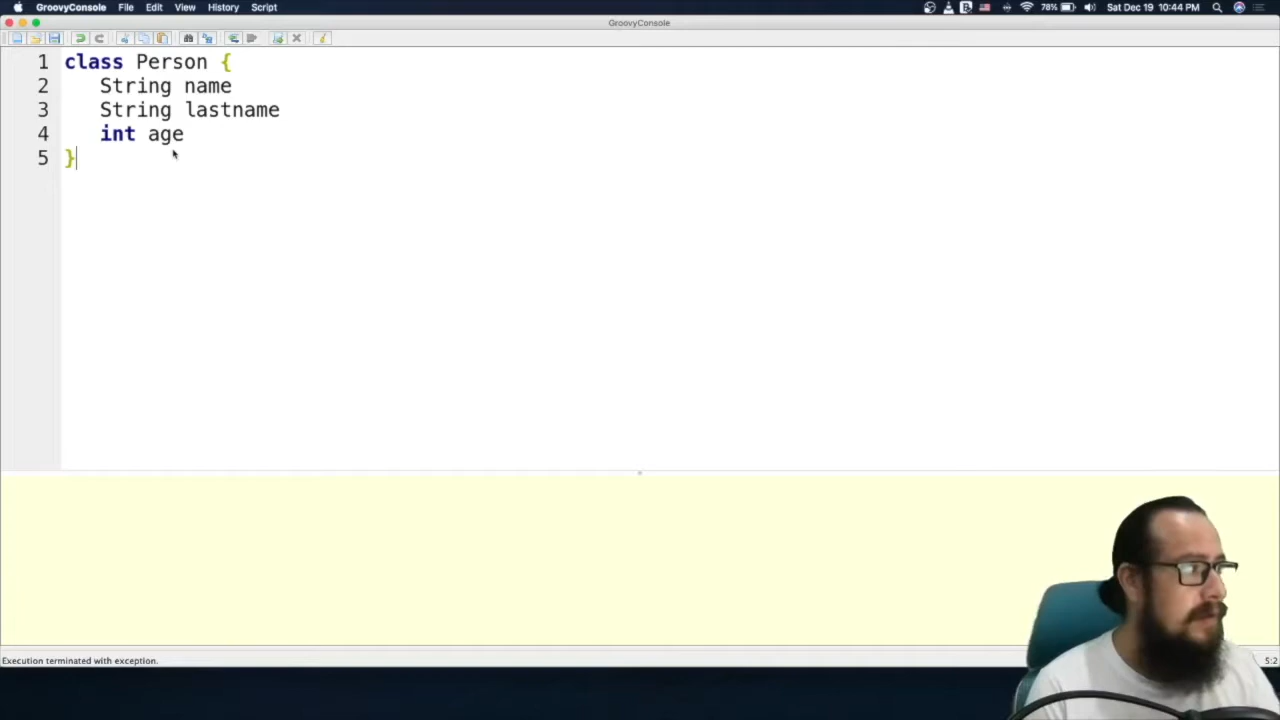 GroovyConsole File Edit View History Script 78% Sat Dec 19 10:44 PM
GroovyConsole
1 class Person {
2 String name
3 String lastname
4 int age
5 }
Execution terminated with exception.
5:2